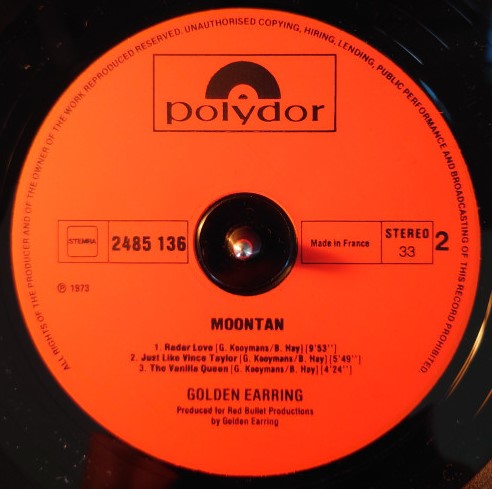 ALL RIGHTS OF THE PRODUCER AND OF THE OWNER OF THE WORK REPRODUCED RESERVED. UNAUTHORISED COPYING, HIRING, LENDING, PUBLIC PERFORMANCE AND BROADCASTING OF THIS RECORD PROHIBITED
polydor
STEMRA
2485 136
Made in France
STEREO
33
2
℗ 1973
MOONTAN
1. Radar Love (G. Kooymans/B. Hay) (9'53'')
2. Just Like Vince Taylor (G. Kooymans/B. Hay) (5'49'')
3. The Vanilla Queen (G. Kooymans/B. Hay) (4'24'')
GOLDEN EARRING
Produced for Red Bullet Productions
by Golden Earring